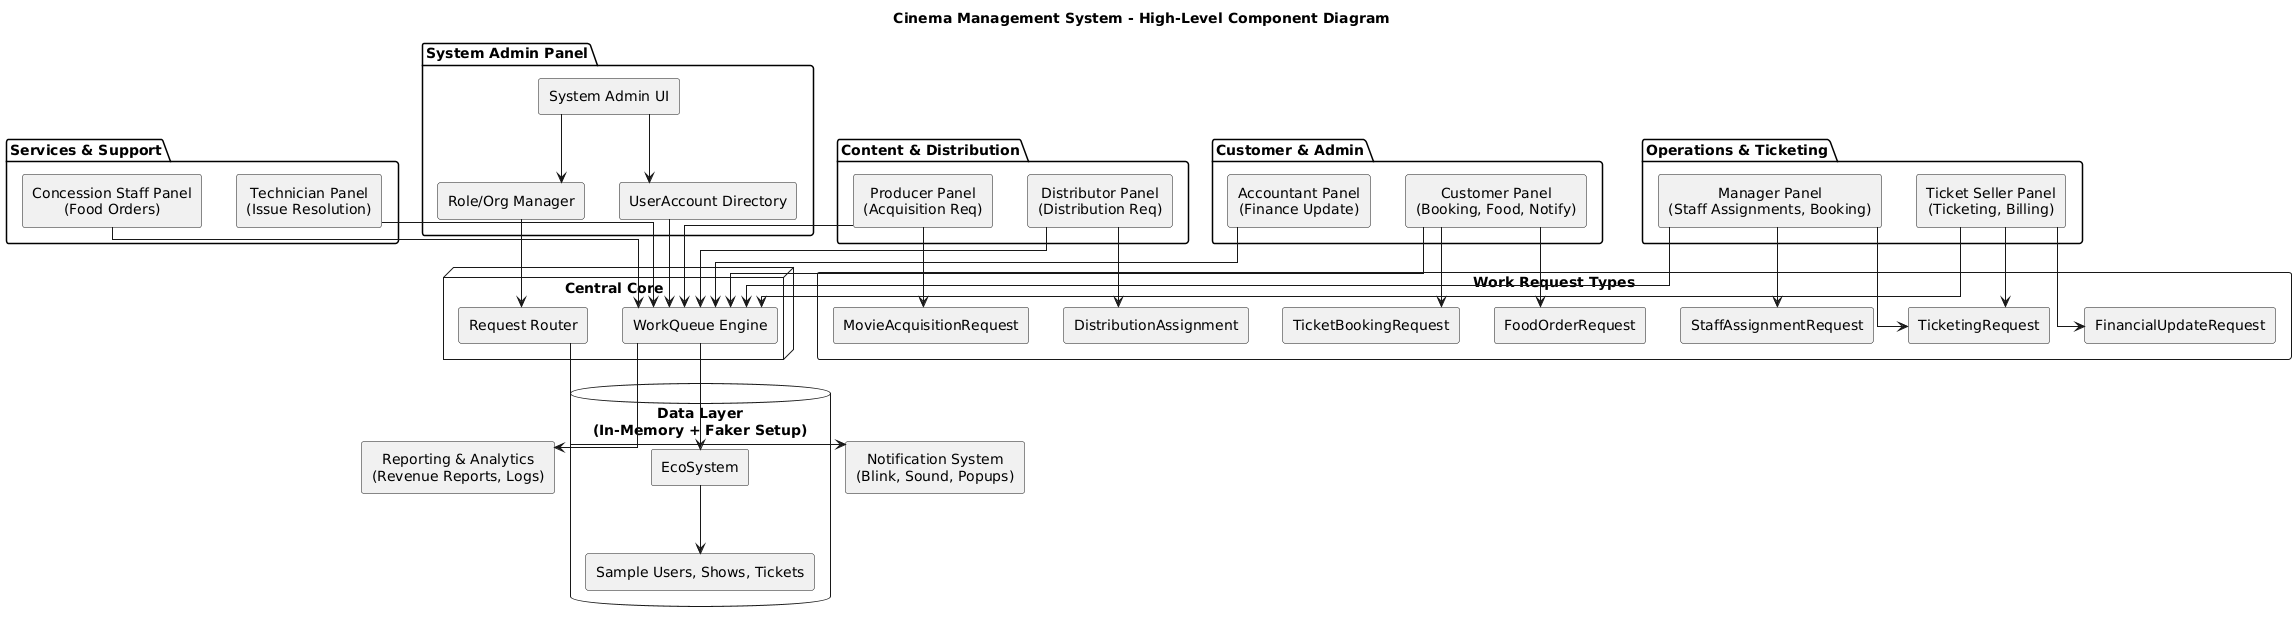 Cinema Management System - High-Level Component Diagram
System Admin Panel
System Admin UI
Role/Org Manager
UserAccount Directory
Services & Support
Concession Staff Panel
(Food Orders)
Technician Panel
(Issue Resolution)
Content & Distribution
Producer Panel
(Acquisition Req)
Distributor Panel
(Distribution Req)
Customer & Admin
Accountant Panel
(Finance Update)
Customer Panel
(Booking, Food, Notify)
Operations & Ticketing
Manager Panel
(Staff Assignments, Booking)
Ticket Seller Panel
(Ticketing, Billing)
Central Core
Request Router
WorkQueue Engine
Work Request Types
MovieAcquisitionRequest
DistributionAssignment
TicketBookingRequest
FoodOrderRequest
StaffAssignmentRequest
TicketingRequest
FinancialUpdateRequest
Data Layer
(In-Memory + Faker Setup)
Reporting & Analytics
(Revenue Reports, Logs)
EcoSystem
Notification System
(Blink, Sound, Popups)
Sample Users, Shows, Tickets